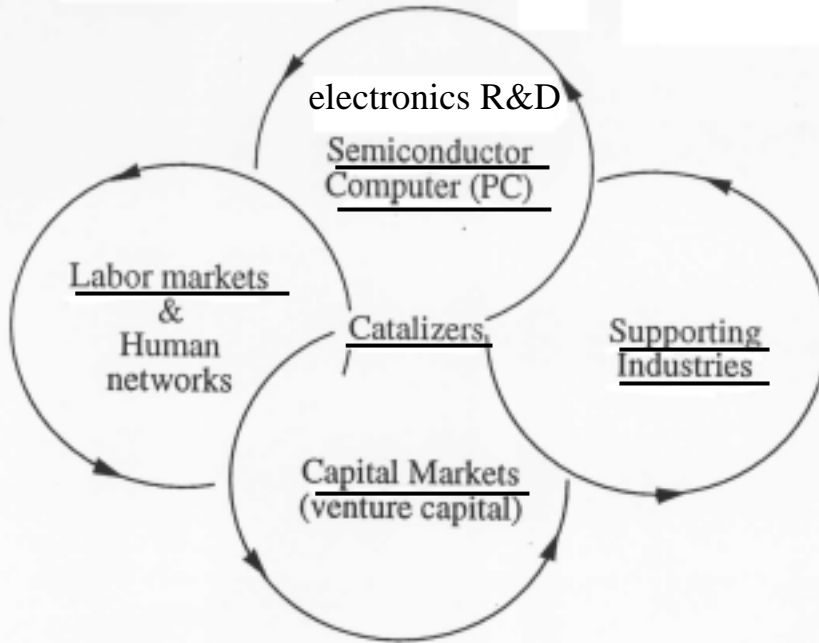 electronics R&D
Semiconductor
Computer (PC)
Labor markets
&
Human
networks
Catalizers
Supporting
Industries
Capital Markets
(venture capital)